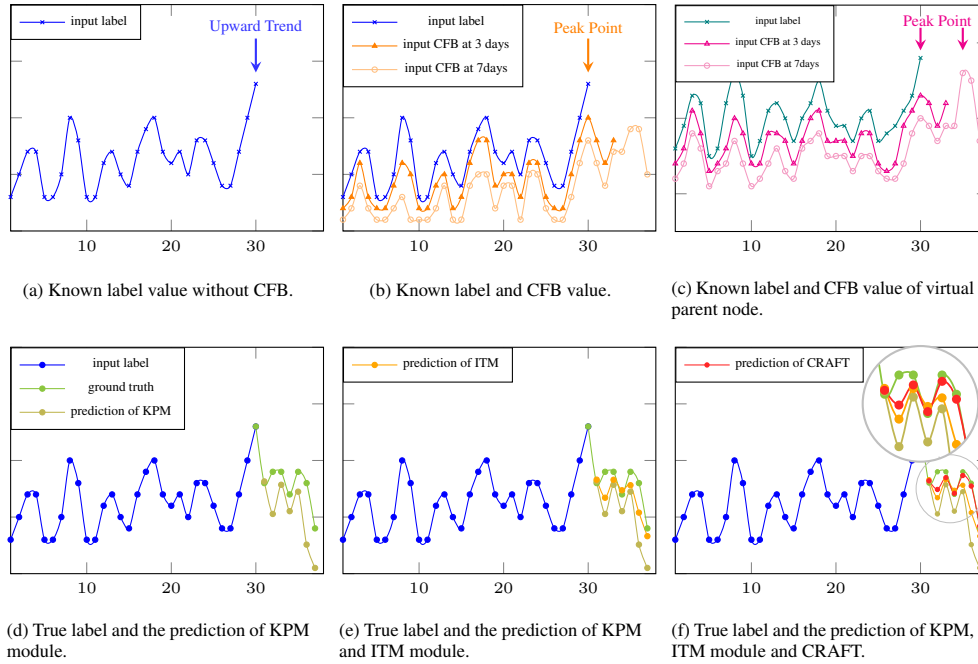 input label
Upward Trend
10
20
30
(a) Known label value without CFB.
input label
input CFB at 3 days
input CFB at 7days
Peak Point
10
20
30
(b) Known label and CFB value.
input label
input CFB at 3 days
input CFB at 7days
Peak Point
10
20
30
(c) Known label and CFB value of virtual
parent node.
input label
ground truth
prediction of KPM
10
20
30
(d) True label and the prediction of KPM
module.
prediction of ITM
10
20
30
(e) True label and the prediction of KPM
and ITM module.
prediction of CRAFT
10
20
30
(f) True label and the prediction of KPM,
ITM module and CRAFT.